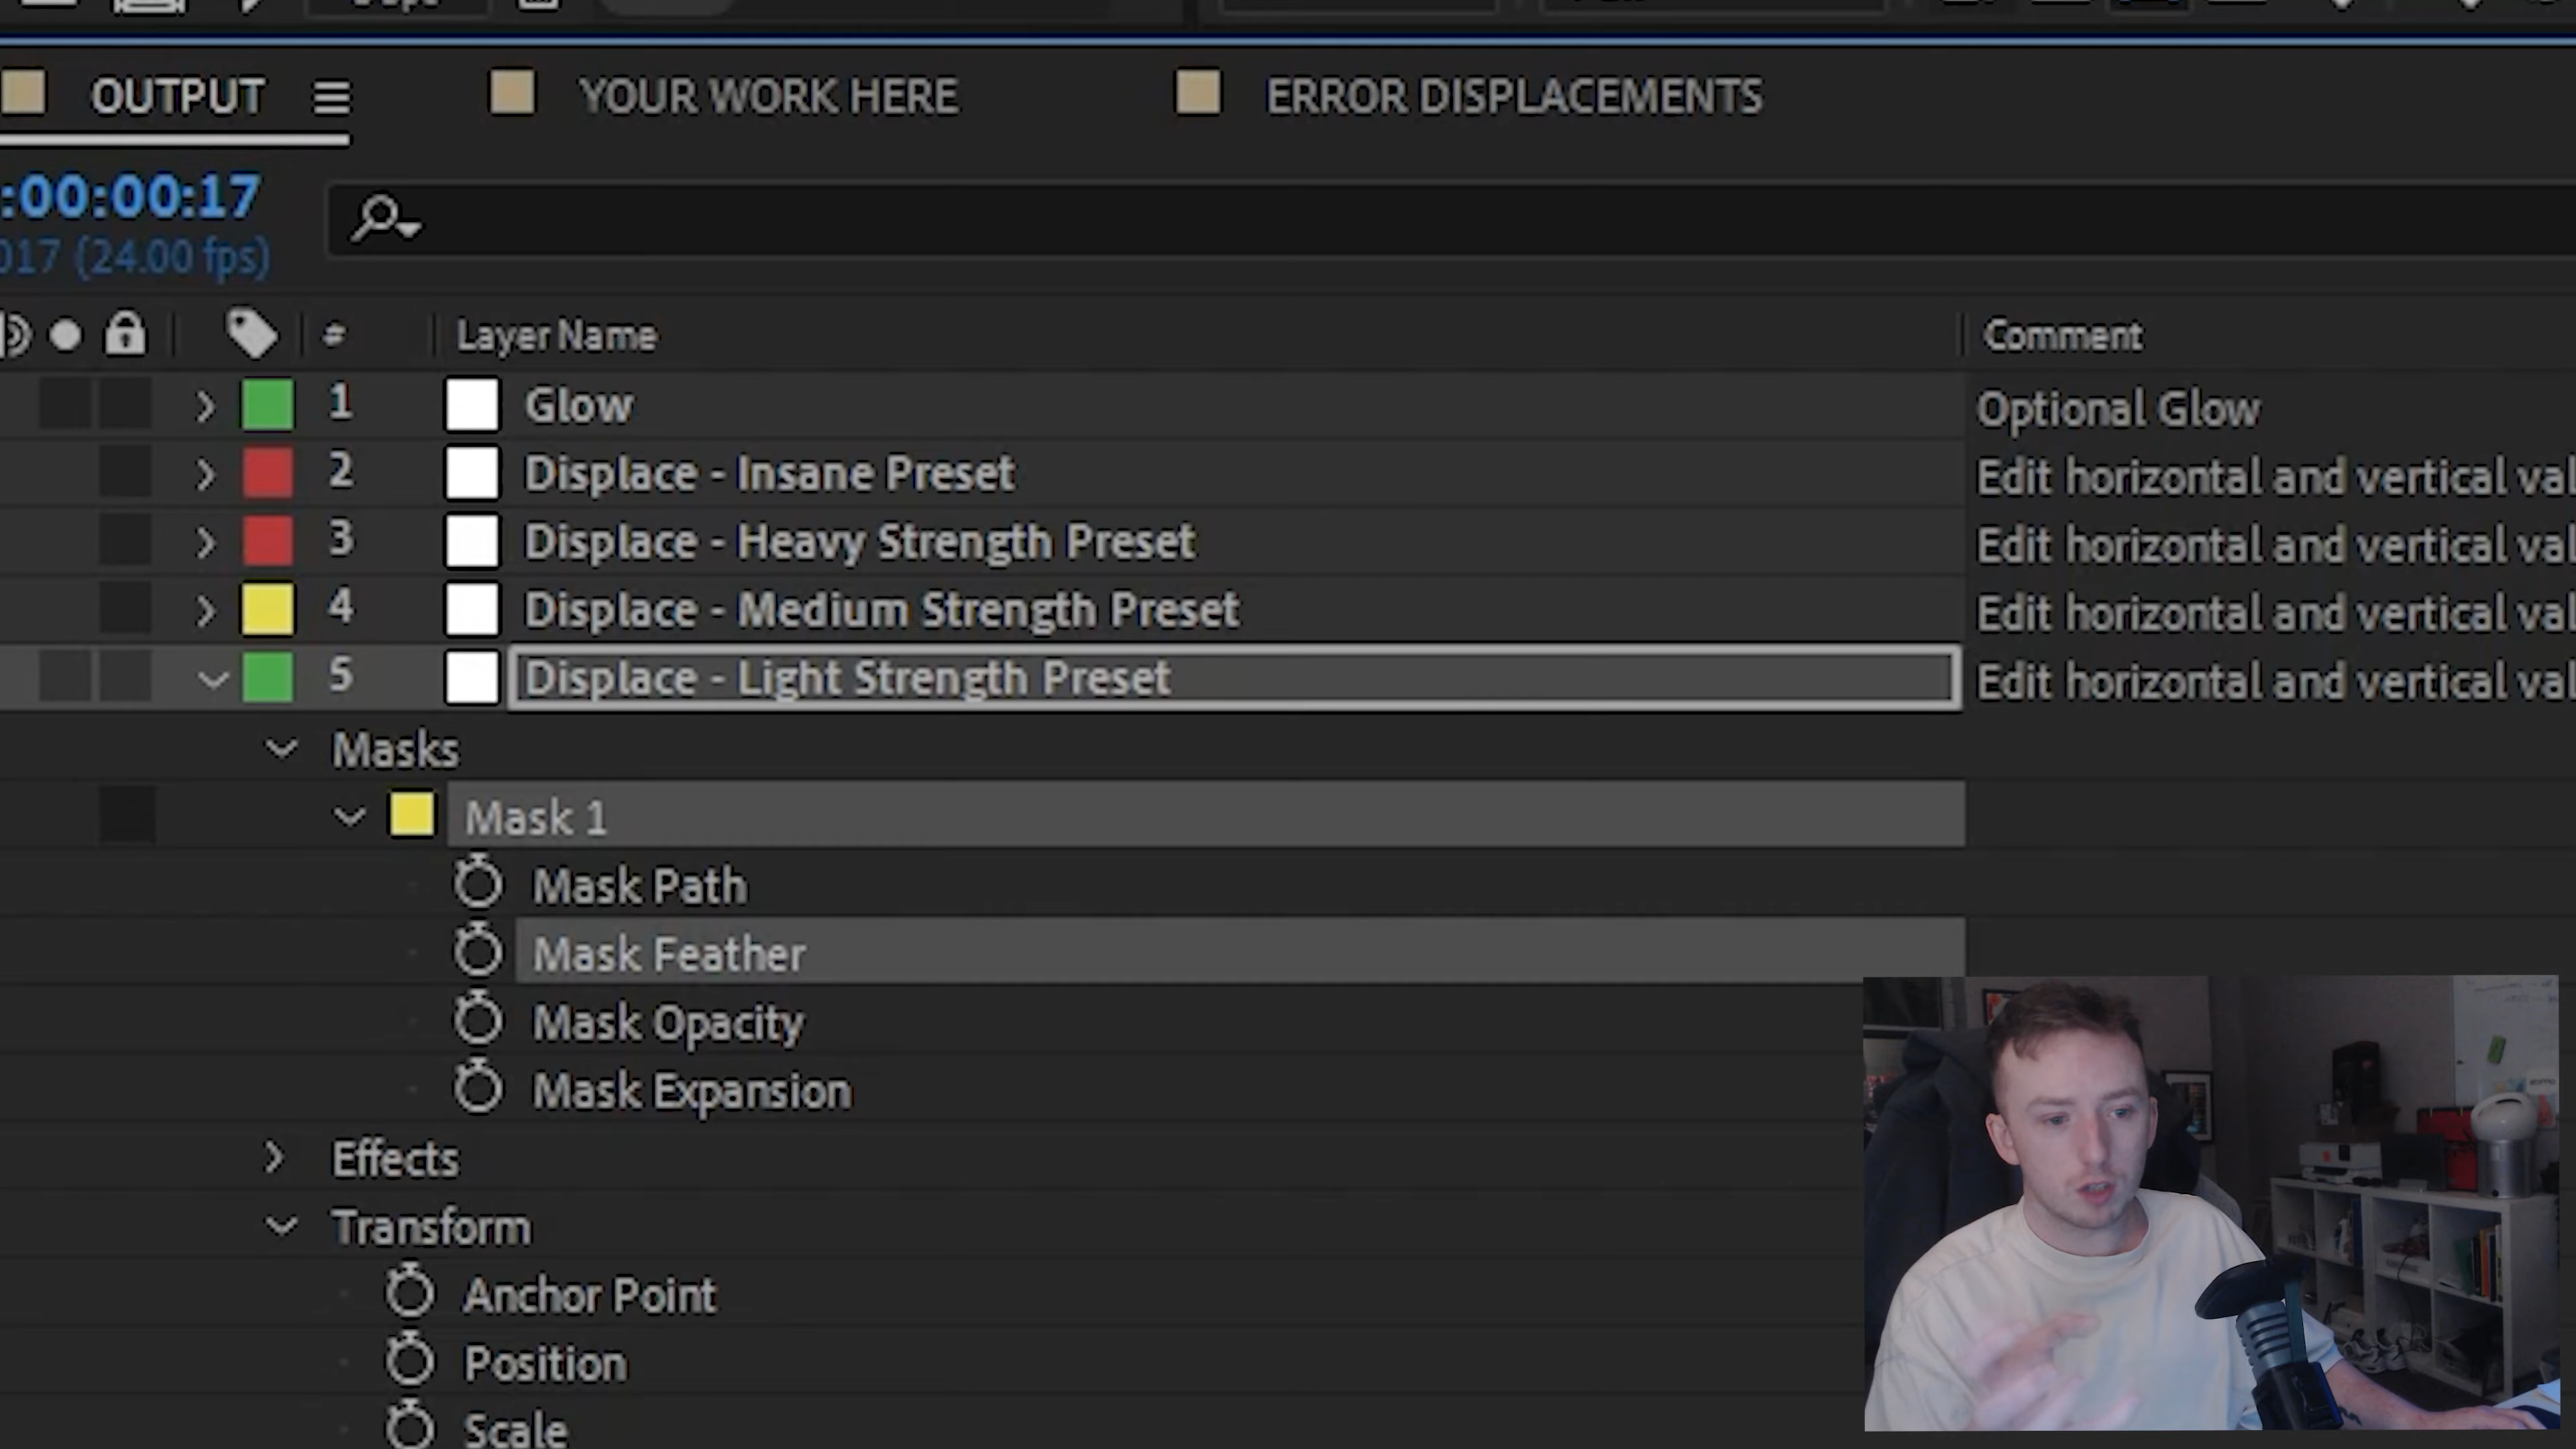 OUTPUT
YOUR WORK HERE
ERROR DISPLACEMENTS
:00:00:17
017 (24.00 fps)
# Layer Name Comment
1 Glow Optional Glow
2 Displace - Insane Preset Edit horizontal and vertical val
3 Displace - Heavy Strength Preset Edit horizontal and vertical val
4 Displace - Medium Strength Preset Edit horizontal and vertical val
5 Displace - Light Strength Preset Edit horizontal and vertical val
Masks
Mask 1
Mask Path
Mask Feather
Mask Opacity
Mask Expansion
Effects
Transform
Anchor Point
Position
Scale